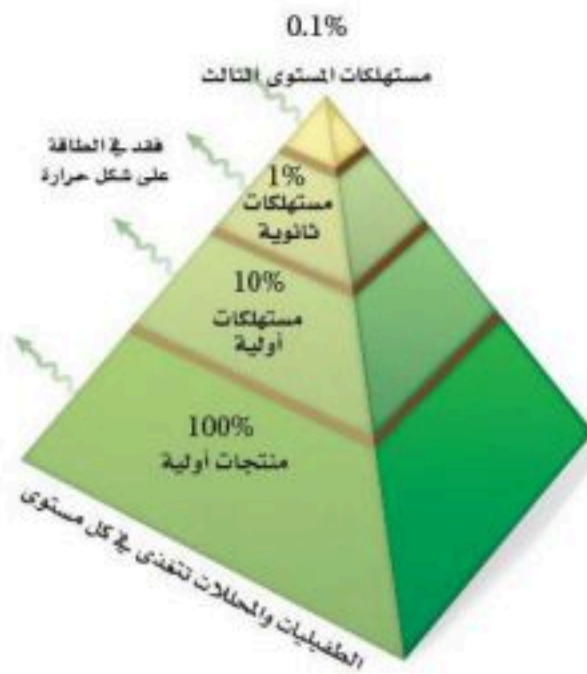 0.1%
مستهلكات المستوى الثالث
فقد في الطاقة
على شكل حرارة
1%
مستهلكات
ثانوية
10%
مستهلكات
أولية
100%
منتجات أولية
الطفيليات والمحللات تتغذى في كل مستوى